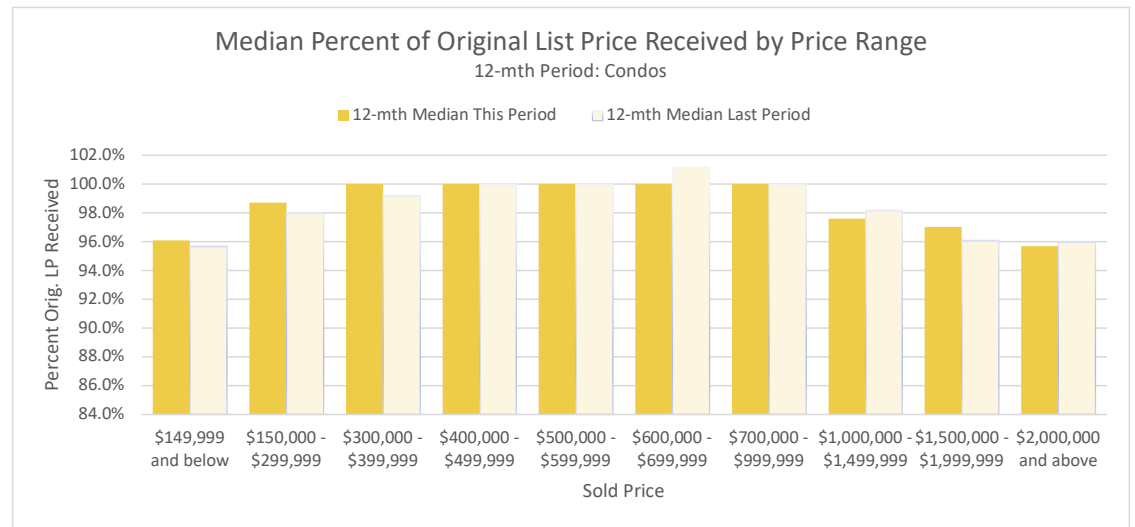 Median Percent of Original List Price Received by Price Range
12-mth Period: Condos
12-mth Median This Period 12-mth Median Last Period
Percent Orig. LP Received
102.0%
100.0%
98.0%
96.0%
94.0%
92.0%
90.0%
88.0%
86.0%
84.0%
$149,999 $150,000 - $300,000 - $400,000 - $500,000 - $600,000 - $700,000 - $1,000,000 - $1,500,000 - $2,000,000
and below $299,999 $399,999 $499,999 $599,999 $699,999 $999,999 $1,499,999 $1,999,999 and above
Sold Price